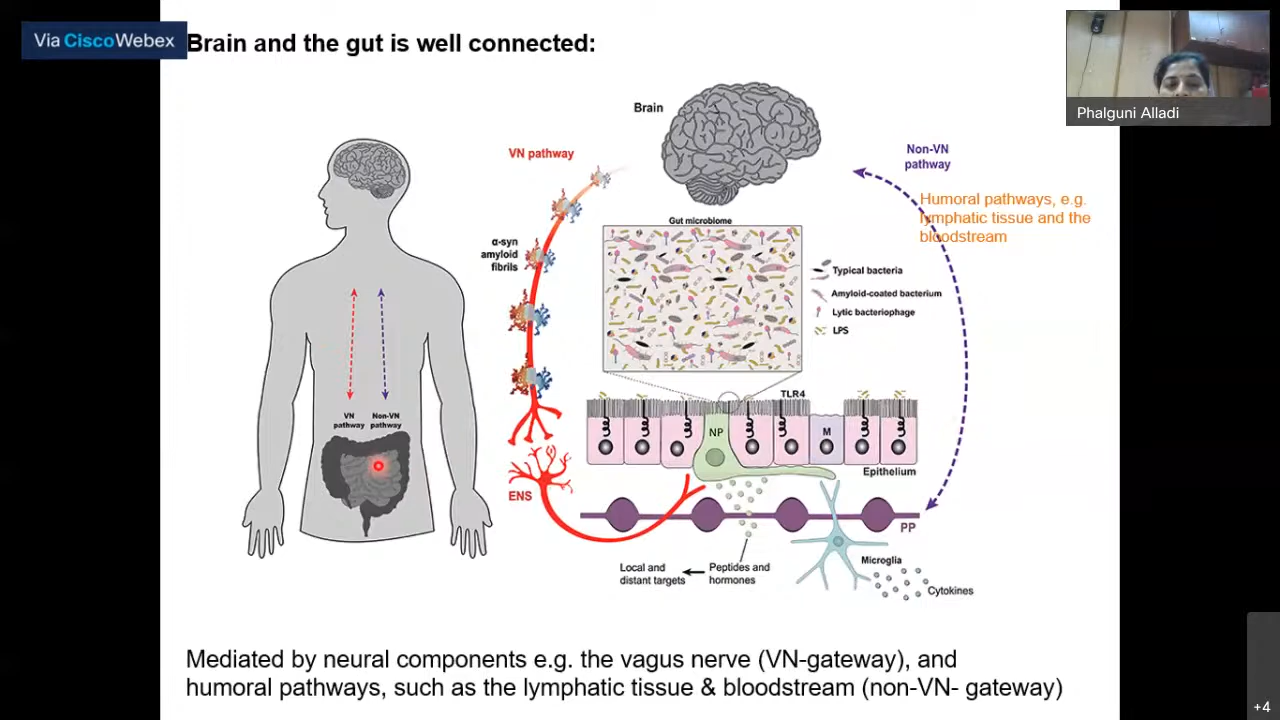 Via Cisco Webex
Brain and the gut is well connected:
Phalguni Alladi
Brain
VN pathway
Non-VN
pathway
Humoral pathways, e.g.
lymphatic tissue and the
bloodstream
Gut microbiome
α-syn
amyloid
fibrils
Typical bacteria
Amyloid-coated bacterium
Lytic bacteriophage
LPS
TLR4
NP
M
Epithelium
VN
pathway
Non-VN
pathway
ENS
PP
Local and
distant targets
Peptides and
hormones
Microglia
Cytokines
Mediated by neural components e.g. the vagus nerve (VN-gateway), and
humoral pathways, such as the lymphatic tissue & bloodstream (non-VN- gateway)
+4